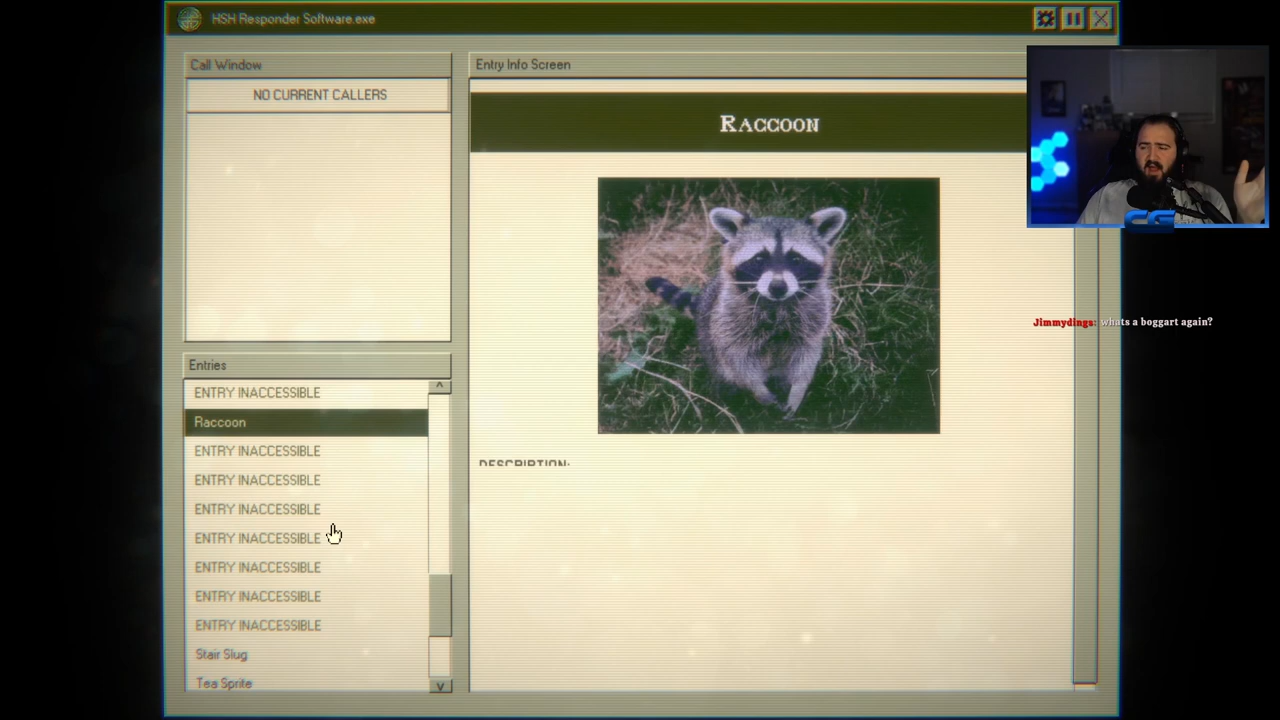 HSH Responder Software.exe
Call Window
NO CURRENT CALLERS
Entries
ENTRY INACCESSIBLE
Raccoon
ENTRY INACCESSIBLE
ENTRY INACCESSIBLE
ENTRY INACCESSIBLE
ENTRY INACCESSIBLE
ENTRY INACCESSIBLE
ENTRY INACCESSIBLE
ENTRY INACCESSIBLE
Stair Slug
Tea Sprite
Entry Info Screen
RACCOON
DESCRIPTION:
CG
Jimmydings: whats a boggart again?